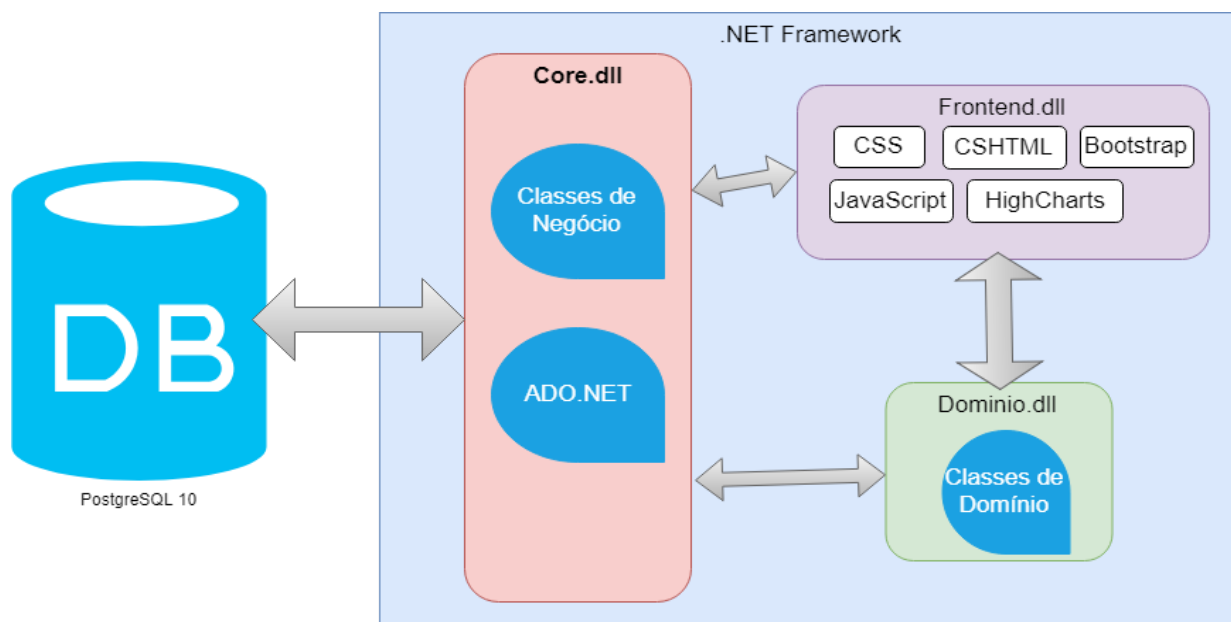 .NET Framework
Core.dll
Classes de
Negócio
ADO.NET
Frontend.dll
CSS
CSHTML
Bootstrap
JavaScript
HighCharts
Dominio.dll
Classes de
Domínio
DB
PostgreSQL 10